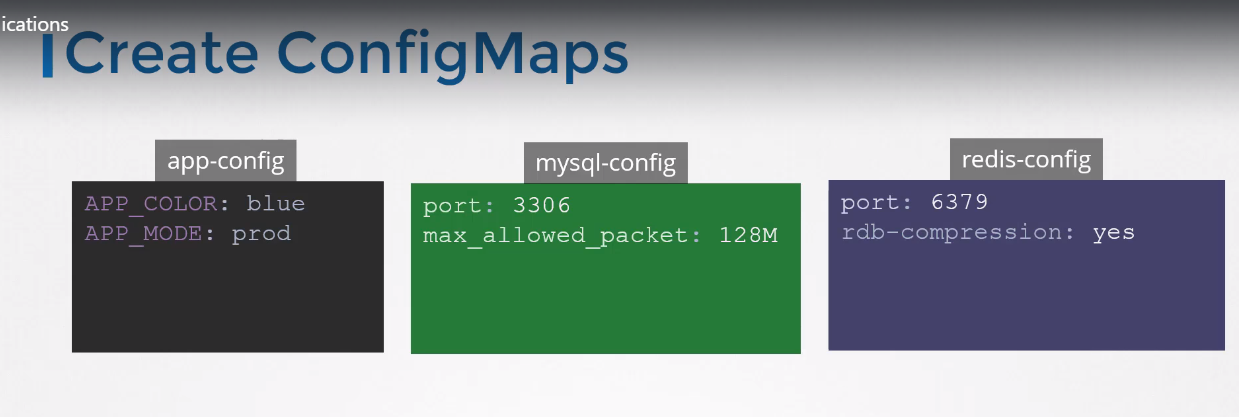 ications
Create ConfigMaps
app-config
APP_COLOR: blue
APP_MODE: prod
mysql-config
port: 3306
max_allowed_packet: 128M
redis-config
port: 6379
rdb-compression: yes